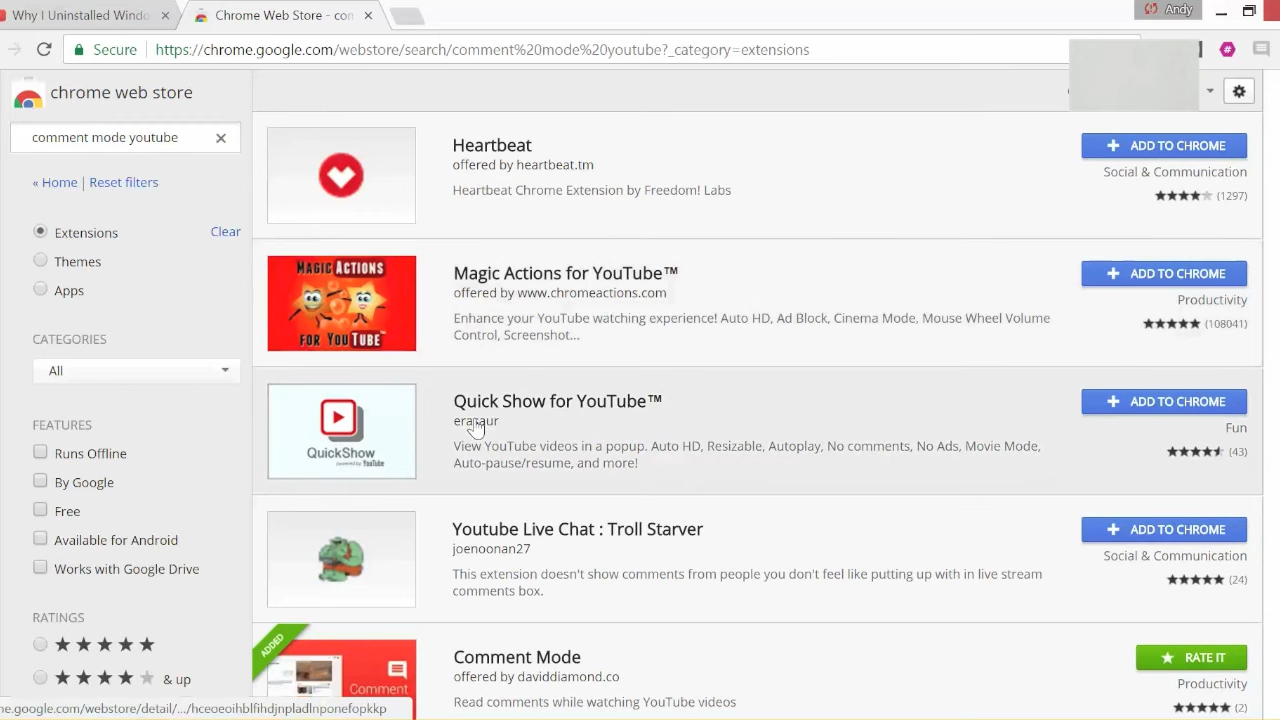 Why I Uninstalled Windo
Chrome Web Store - con
Andy
Secure
https://chrome.google.com/webstore/search/comment%20mode%20youtube?_category=extensions
chrome web store
comment mode youtube
« Home | Reset filters
Extensions
Clear
Themes
Apps
CATEGORIES
All
FEATURES
Runs Offline
By Google
Free
Available for Android
Works with Google Drive
RATINGS
& up
Heartbeat
offered by heartbeat.tm
Heartbeat Chrome Extension by Freedom! Labs
ADD TO CHROME
Social & Communication
(1297)
MAGIC ACTIONS
FOR YOUTUBE™
Magic Actions for YouTube™
offered by www.chromeactions.com
Enhance your YouTube watching experience! Auto HD, Ad Block, Cinema Mode, Mouse Wheel Volume
Control, Screenshot...
ADD TO CHROME
Productivity
(108041)
QuickShow
powered by YouTube
Quick Show for YouTube™
View YouTube videos in a popup. Auto HD, Resizable, Autoplay, No comments, No Ads, Movie Mode,
Auto-pause/resume, and more!
ADD TO CHROME
Fun
(43)
Youtube Live Chat : Troll Starver
joenoonan27
This extension doesn't show comments from people you don't feel like putting up with in live stream
comments box.
ADD TO CHROME
Social & Communication
(24)
ADDED
Comment
Comment Mode
offered by daviddiamond.co
Read comments while watching YouTube videos
RATE IT
Productivity
(2)
me.google.com/webstore/detail/.../hceoeoihblfihdjnpladlnponefopkkp